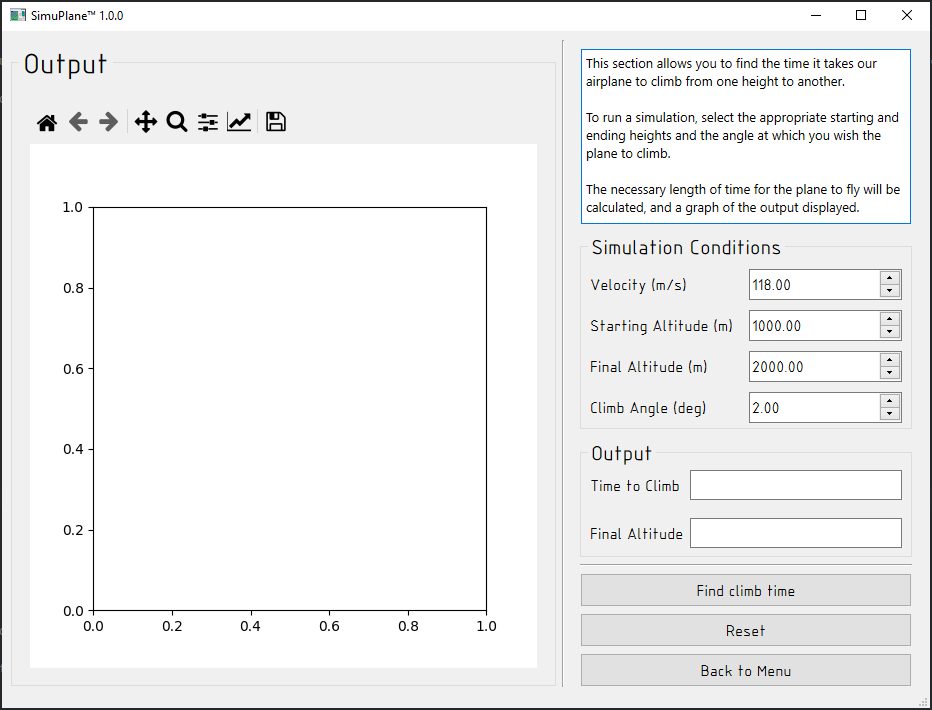 SimuPlane™ 1.0.0
Output
1.0
0.8
0.6
0.4
0.2
0.0
0.0 0.2 0.4 0.6 0.8 1.0
This section allows you to find the time it takes our
airplane to climb from one height to another.
To run a simulation, select the appropriate starting and
ending heights and the angle at which you wish the
plane to climb.
The necessary length of time for the plane to fly will be
calculated, and a graph of the output displayed.
Simulation Conditions
Velocity (m/s) 118.00
Starting Altitude (m) 1000.00
Final Altitude (m) 2000.00
Climb Angle (deg) 2.00
Output
Time to Climb
Final Altitude
Find climb time
Reset
Back to Menu